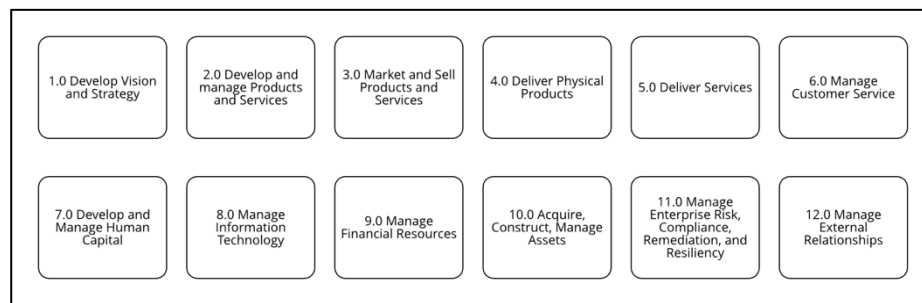 1.0 Develop Vision
and Strategy
2.0 Develop and
manage Products
and Services
3.0 Market and Sell
Products and
Services
4.0 Deliver Physical
Products
5.0 Deliver Services
6.0 Manage
Customer Service
7.0 Develop and
Manage Human
Capital
8.0 Manage
Information
Technology
9.0 Manage
Financial Resources
10.0 Acquire,
Construct, Manage
Assets
11.0 Manage
Enterprise Risk,
Compliance,
Remediation, and
Resiliency
12.0 Manage
External
Relationships